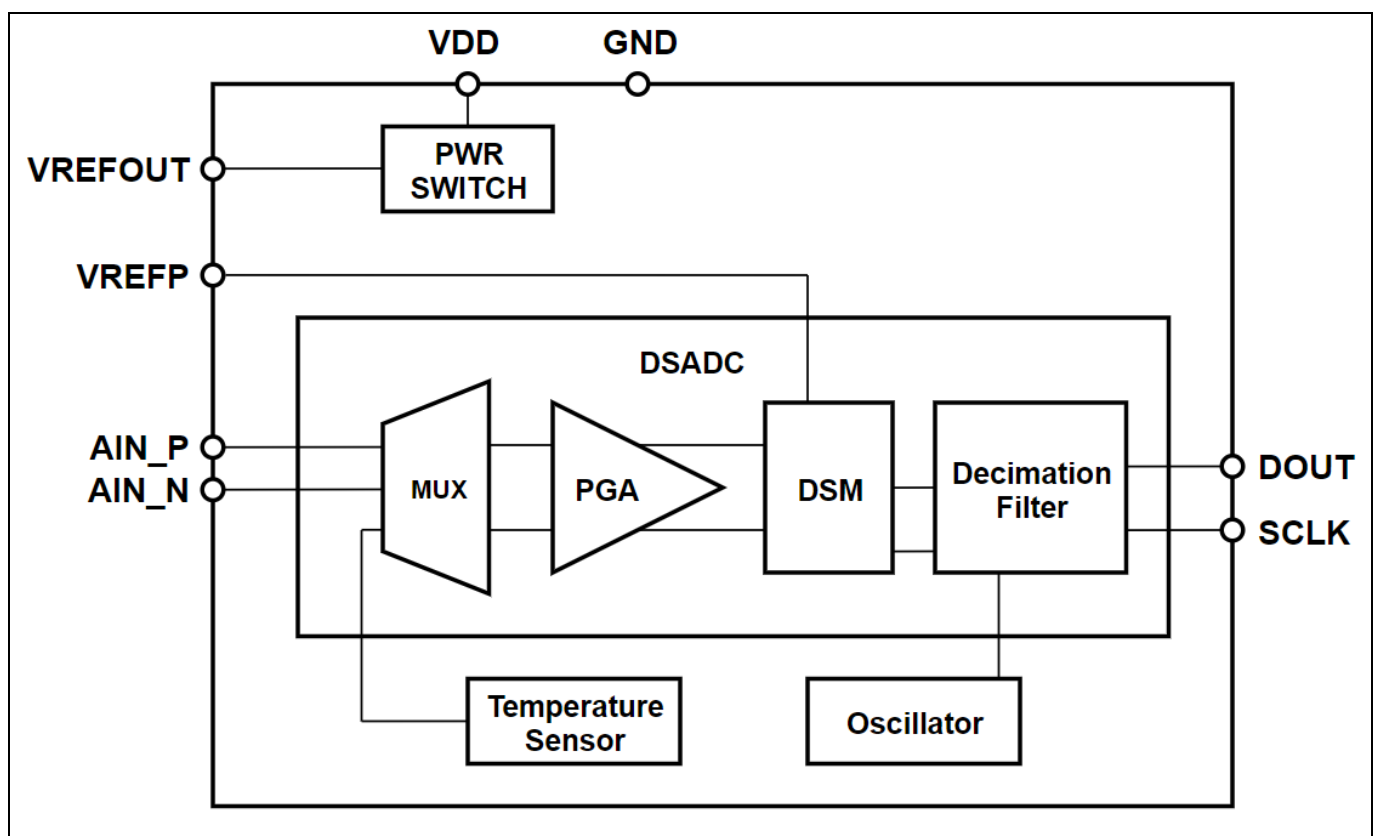 VDD
GND
VREFOUT
PWR
SWITCH
VREFP
DSADC
AIN_P
AIN_N
MUX
PGA
DSM
Decimation
Filter
DOUT
SCLK
Temperature
Sensor
Oscillator